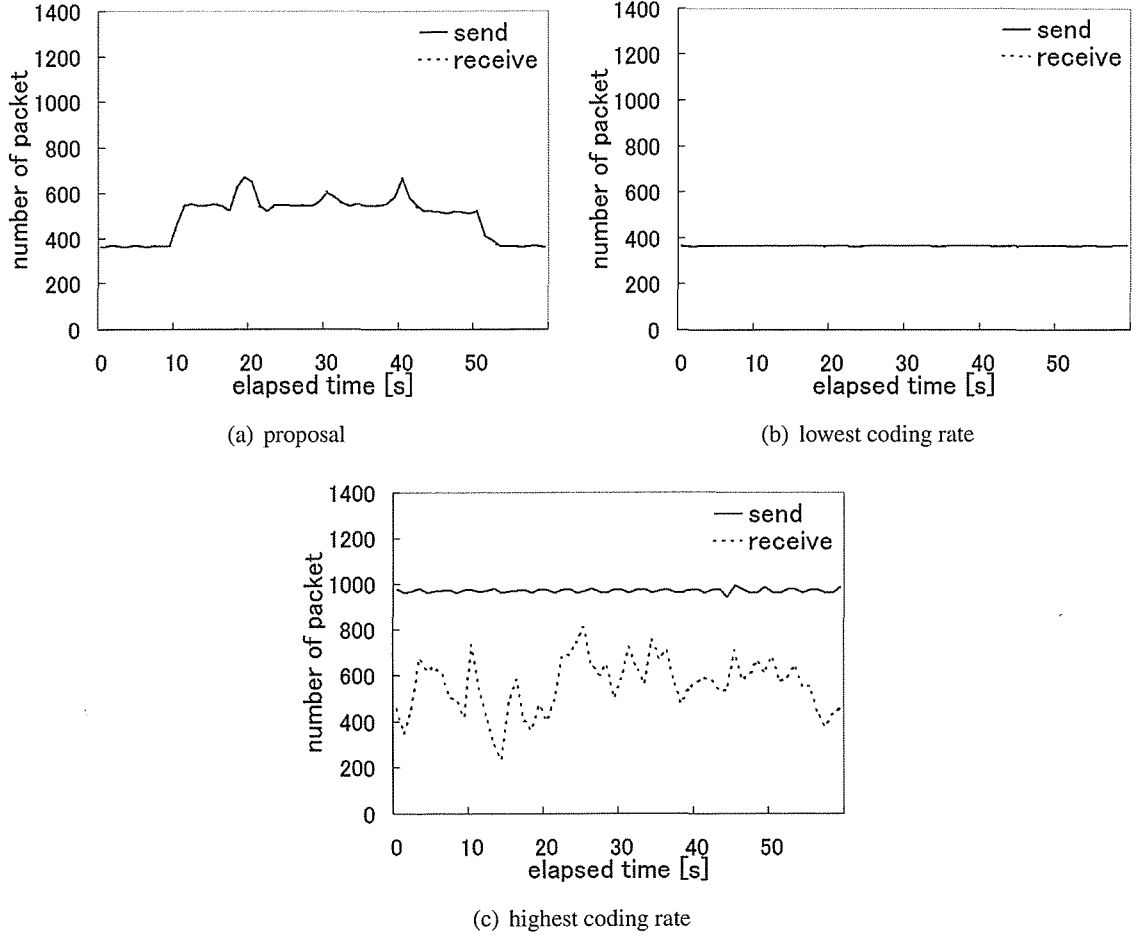 1400
1200
1000
800
600
400
200
0
number of packet
send
receive
0 10 20 30 40 50
elapsed time [s]
(a) proposal
1400
1200
1000
800
600
400
200
0
number of packet
send
receive
0 10 20 30 40 50
elapsed time [s]
(b) lowest coding rate
1400
1200
1000
800
600
400
200
0
number of packet
send
receive
0 10 20 30 40 50
elapsed time [s]
(c) highest coding rate